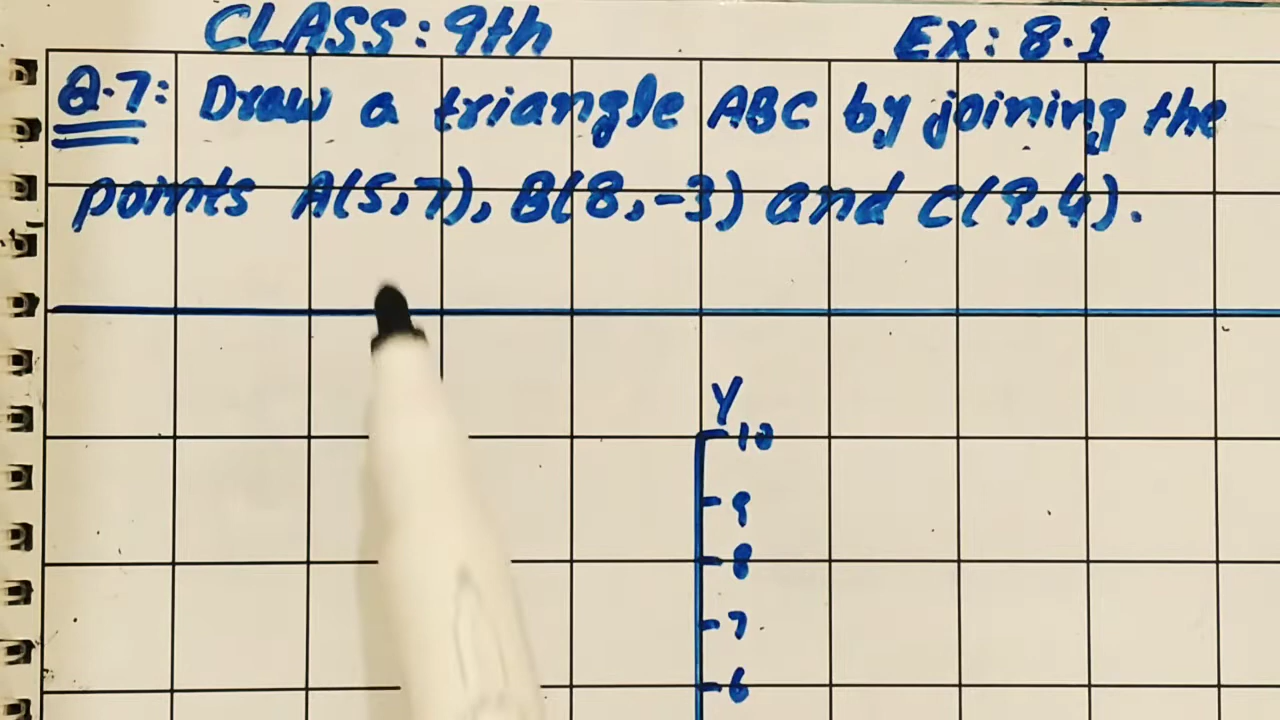 CLASS: 9th EX: 8.1
Q.7: Draw a triangle ABC by joining the
points A(5,7), B(8,-3) and C(9,4).
Y
10
9
8
7
6